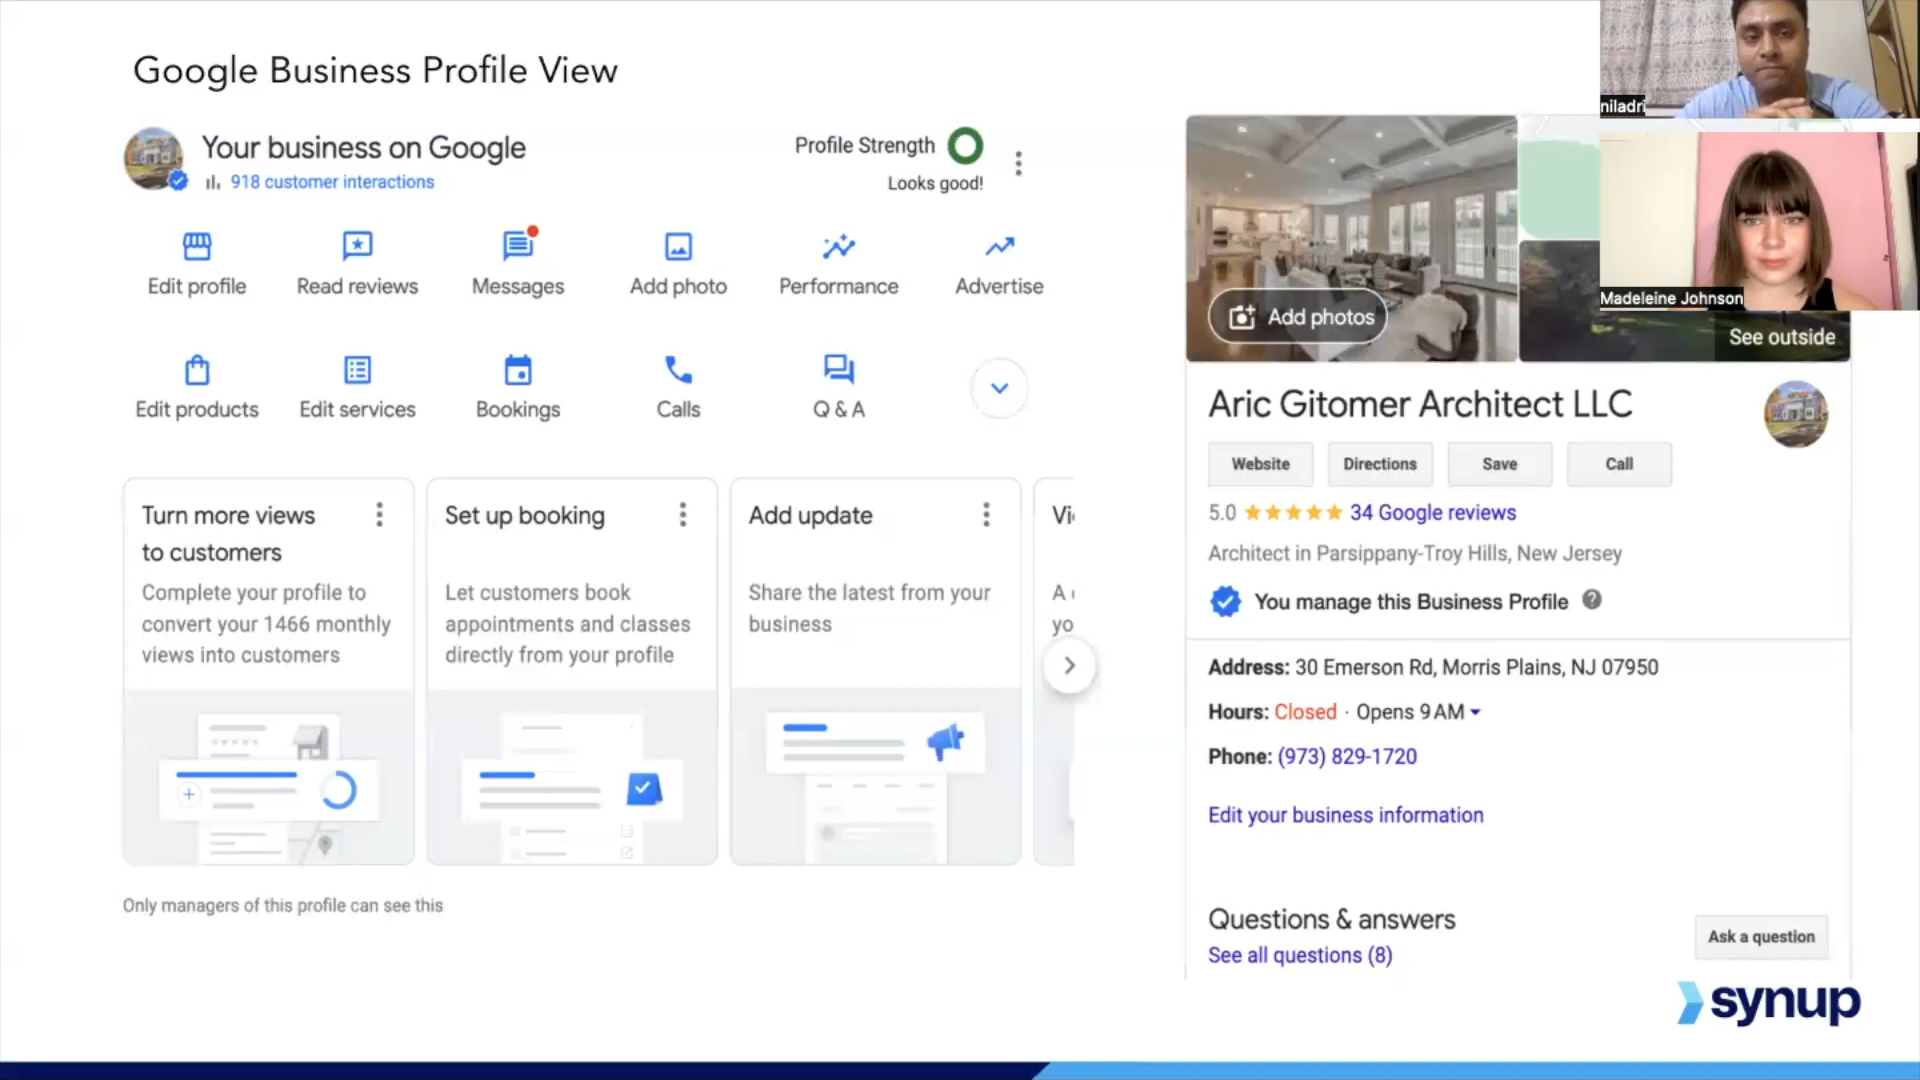 Google Business Profile View
Your business on Google
918 customer interactions
Profile Strength
Looks good!
Edit profile
Read reviews
Messages
Add photo
Performance
Advertise
Edit products
Edit services
Bookings
Calls
Q & A
Turn more views
to customers
Complete your profile to
convert your 1466 monthly
views into customers
Set up booking
Let customers book
appointments and classes
directly from your profile
Add update
Share the latest from your
business
Only managers of this profile can see this
niladri
Madeleine Johnson
Add photos
See outside
Aric Gitomer Architect LLC
Website
Directions
Save
Call
5.0
34 Google reviews
Architect in Parsippany-Troy Hills, New Jersey
You manage this Business Profile
Address: 30 Emerson Rd, Morris Plains, NJ 07950
Hours: Closed · Opens 9 AM
Phone: (973) 829-1720
Edit your business information
Questions & answers
See all questions (8)
Ask a question
synup